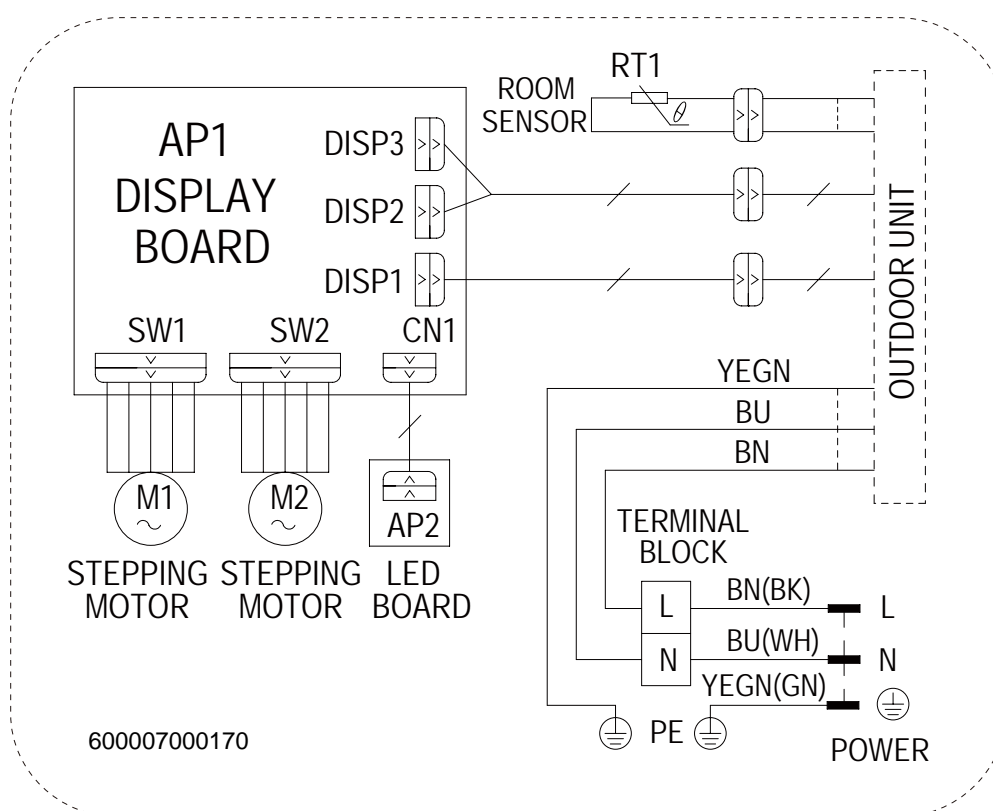 RT1
ROOM
SENSOR
θ
AP1
DISPLAY
BOARD
DISP3
DISP2
DISP1
OUTDOOR UNIT
SW1
SW2
CN1
YEGN
BU
BN
M1
M2
AP2
STEPPING
MOTOR
STEPPING
MOTOR
LED
BOARD
TERMINAL
BLOCK
L
BN(BK)
L
N
BU(WH)
N
YEGN(GN)
PE
POWER
600007000170